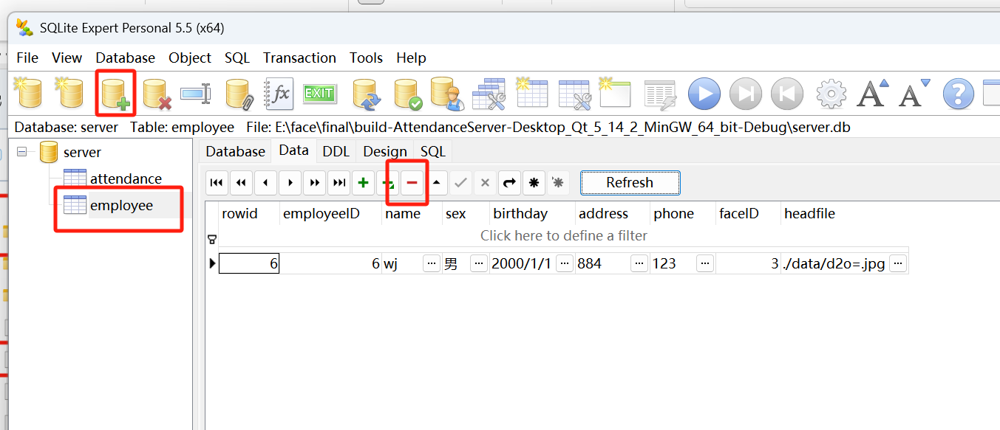 SQLite Expert Personal 5.5 (x64)
File View Database Object SQL Transaction Tools Help
fx EXIT A A ?
Database: server Table: employee File: E:\face\final\build-AttendanceServer-Desktop_Qt_5_14_2_MinGW_64_bit-Debug\server.db
server
attendance
employee
Database Data DDL Design SQL
Refresh
rowid employeeID name sex birthday address phone faceID headfile
Click here to define a filter
6 6 wj ... 男 ... 2000/1/1 ... 884 ... 123 ... 3 ./data/d2o=.jpg ...